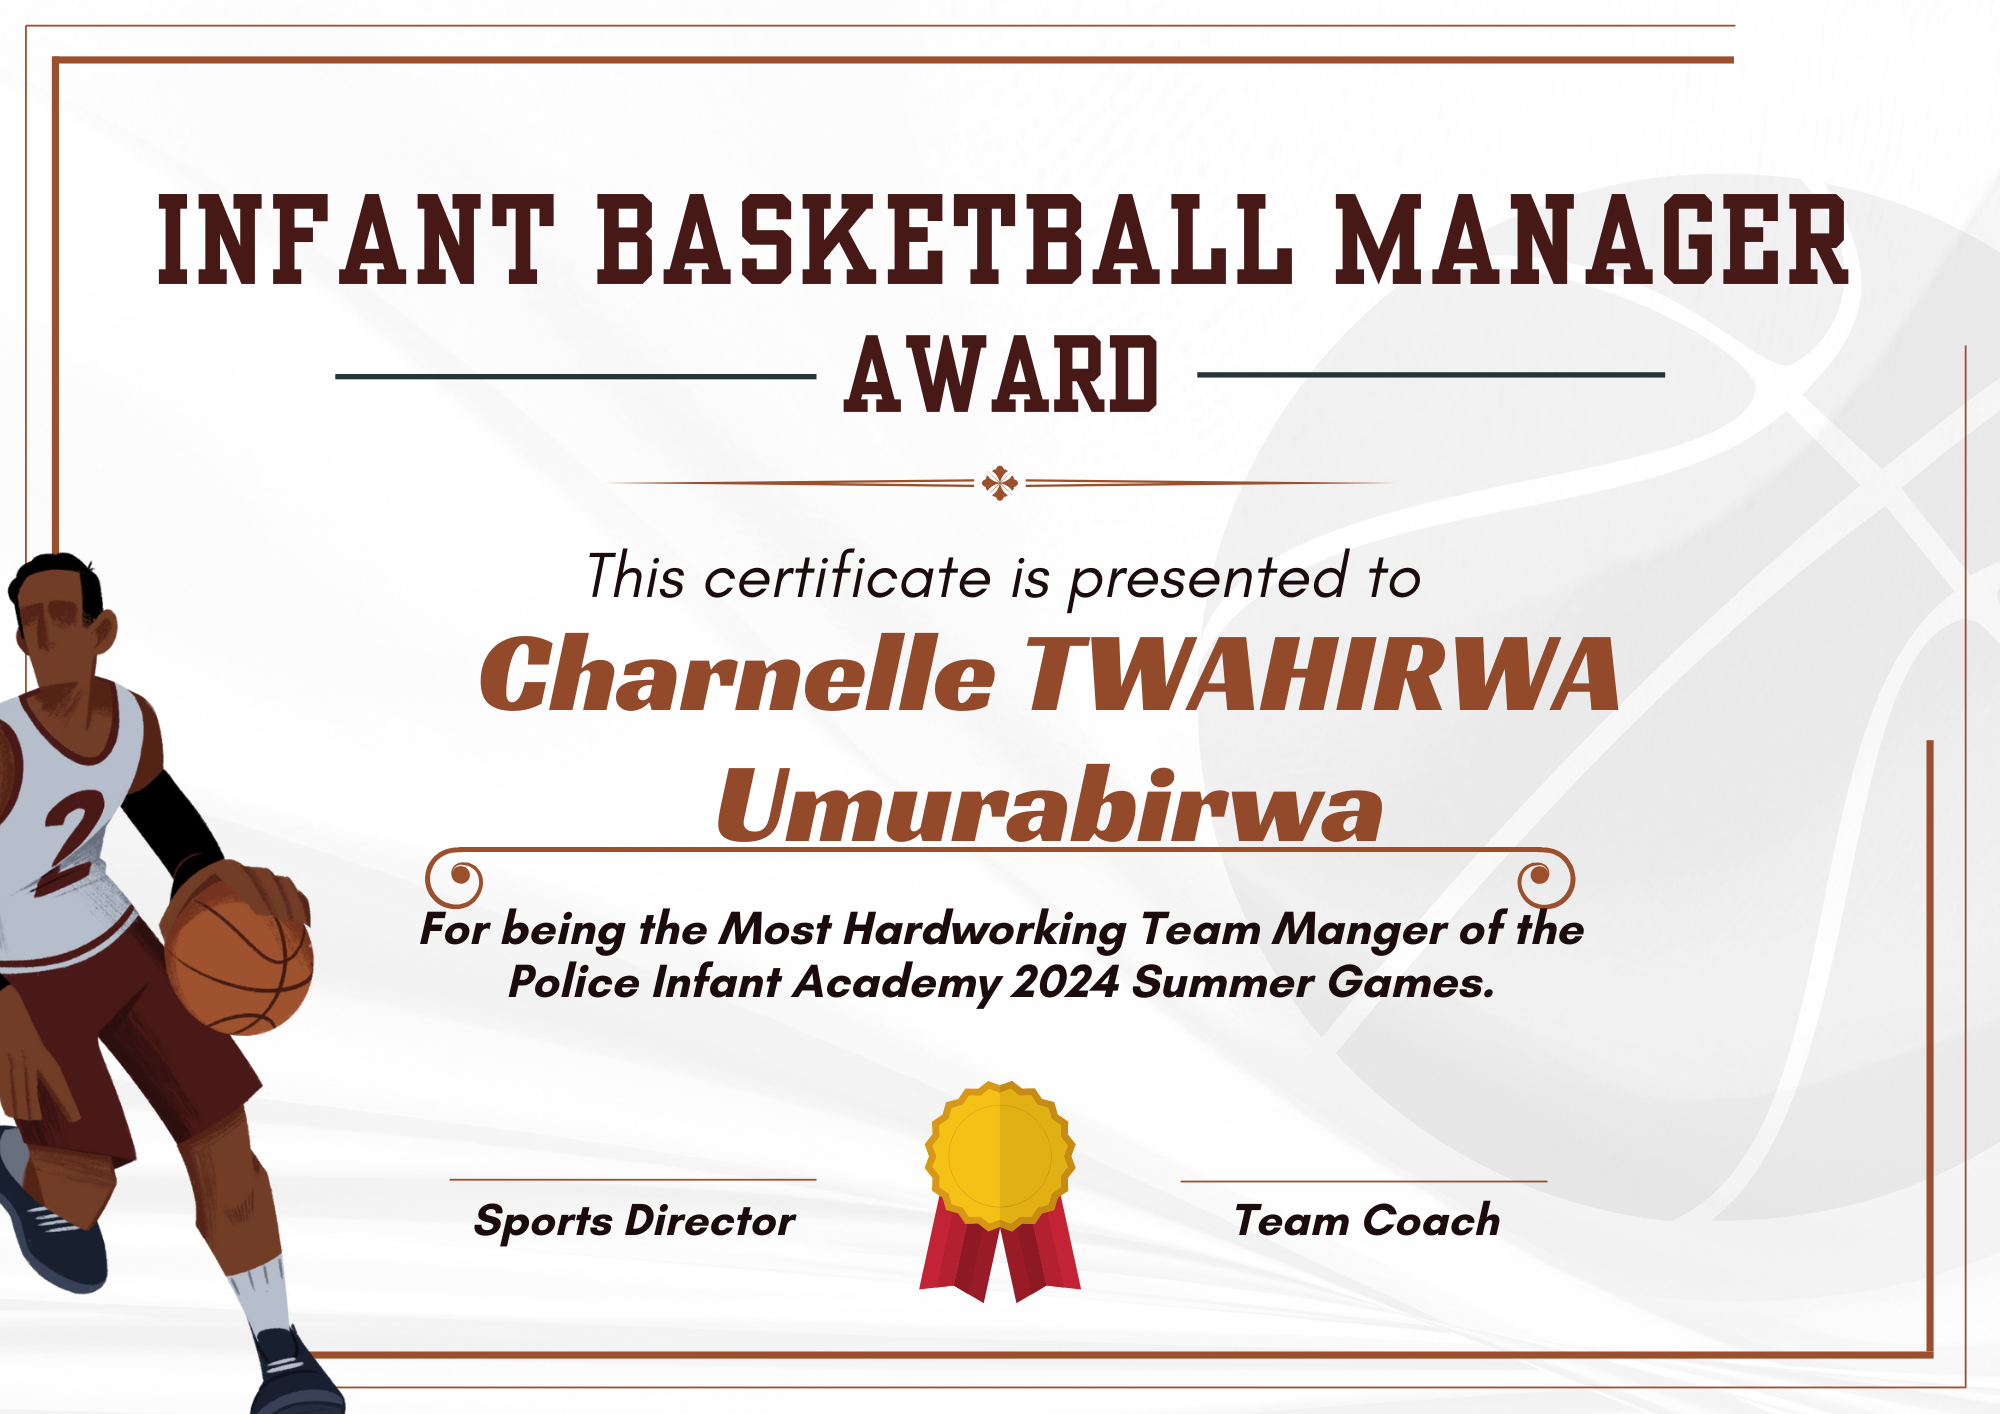 INFANT BASKETBALL MANAGER
AWARD
This certificate is presented to
Charnelle TWAHIRWA
Umurabirwa
2
For being the Most Hardworking Team Manger of the
Police Infant Academy 2024 Summer Games.
Sports Director
Team Coach